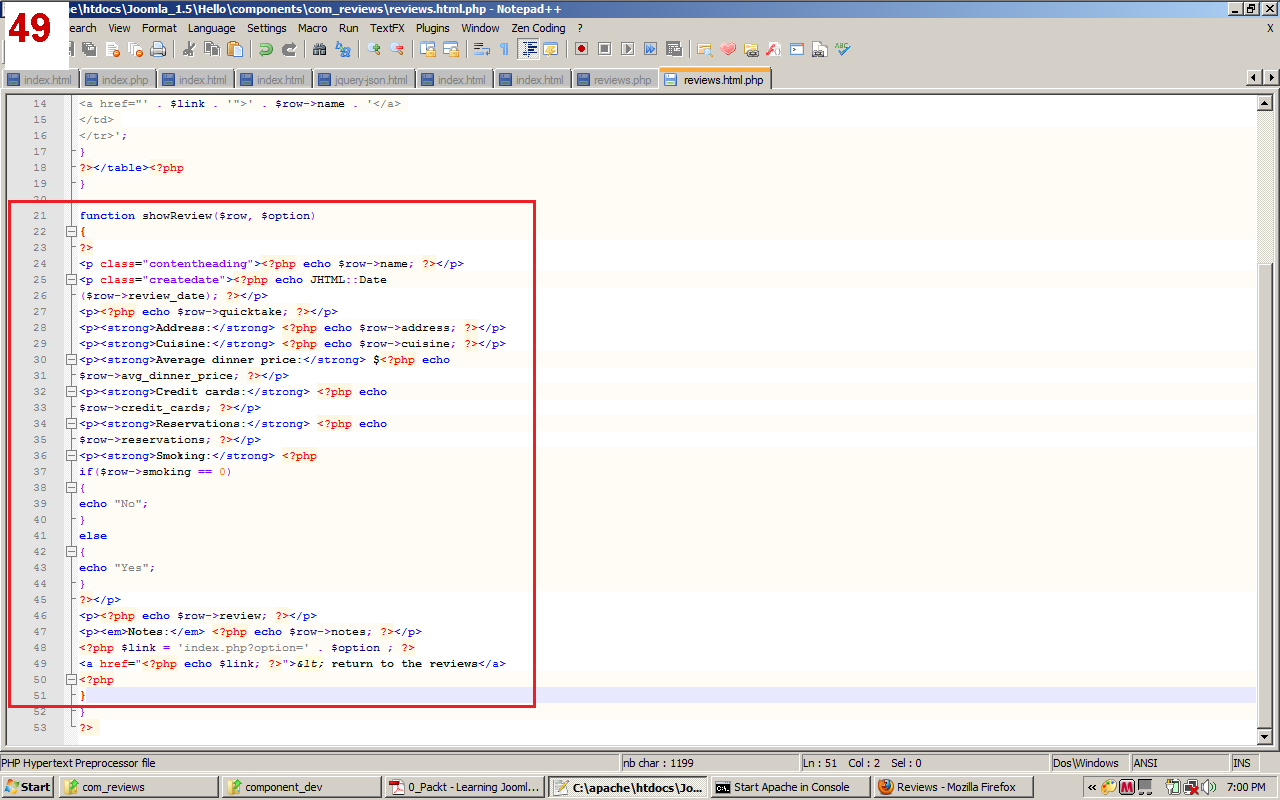 49
ache\htdocs\Joomla_1.5\Hello\components\com_reviews\reviews.html.php - Notepad++
earch View Format Language Settings Macro Run TextFX Plugins Window Zen Coding ? X
index.html index.php index.html index.html jquery-json.html index.html index.html reviews.php reviews.html.php
14 <a href="' . $link . '">' . $row->name . '</a>
15 </td>
16 </tr>';
17 }
18 ?></table><?php
19 }
20
21 function showReview($row, $option)
22 {
23 ?>
24 <p class="contentheading"><?php echo $row->name; ?></p>
25 <p class="createdate"><?php echo JHTML::Date
26 ($row->review_date); ?></p>
27 <p><?php echo $row->quicktake; ?></p>
28 <p><strong>Address:</strong> <?php echo $row->address; ?></p>
29 <p><strong>Cuisine:</strong> <?php echo $row->cuisine; ?></p>
30 <p><strong>Average dinner price:</strong> $<?php echo
31 $row->avg_dinner_price; ?></p>
32 <p><strong>Credit cards:</strong> <?php echo
33 $row->credit_cards; ?></p>
34 <p><strong>Reservations:</strong> <?php echo
35 $row->reservations; ?></p>
36 <p><strong>Smoking:</strong> <?php
37 if($row->smoking == 0)
38 {
39 echo "No";
40 }
41 else
42 {
43 echo "Yes";
44 }
45 ?></p>
46 <p><?php echo $row->review; ?></p>
47 <p><em>Notes:</em> <?php echo $row->notes; ?></p>
48 <?php $link = 'index.php?option=' . $option ; ?>
49 <a href="<?php echo $link; ?>">&lt; return to the reviews</a>
50 <?php
51 }
52 }
53 ?>
PHP Hypertext Preprocessor file nb char : 1199 Ln : 51 Col : 2 Sel : 0 Dos\Windows ANSI INS
Start com_reviews component_dev 0_Packt - Learning Jooml... C:\apache\htdocs\Jo... Start Apache in Console Reviews - Mozilla Firefox « 7:00 PM